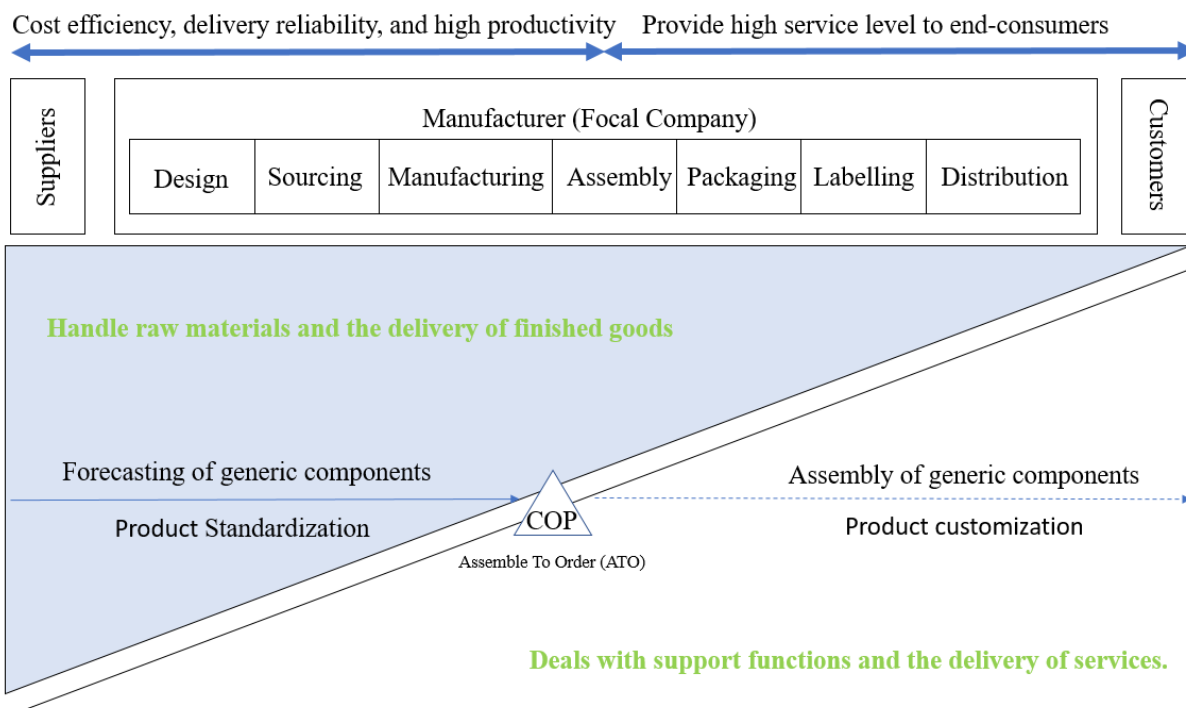 Cost efficiency, delivery reliability, and high productivity
Provide high service level to end-consumers
Suppliers
Manufacturer (Focal Company)
Design
Sourcing
Manufacturing
Assembly
Packaging
Labelling
Distribution
Customers
Handle raw materials and the delivery of finished goods
Forecasting of generic components
Product Standardization
COP
Assemble To Order (ATO)
Assembly of generic components
Product customization
Deals with support functions and the delivery of services.